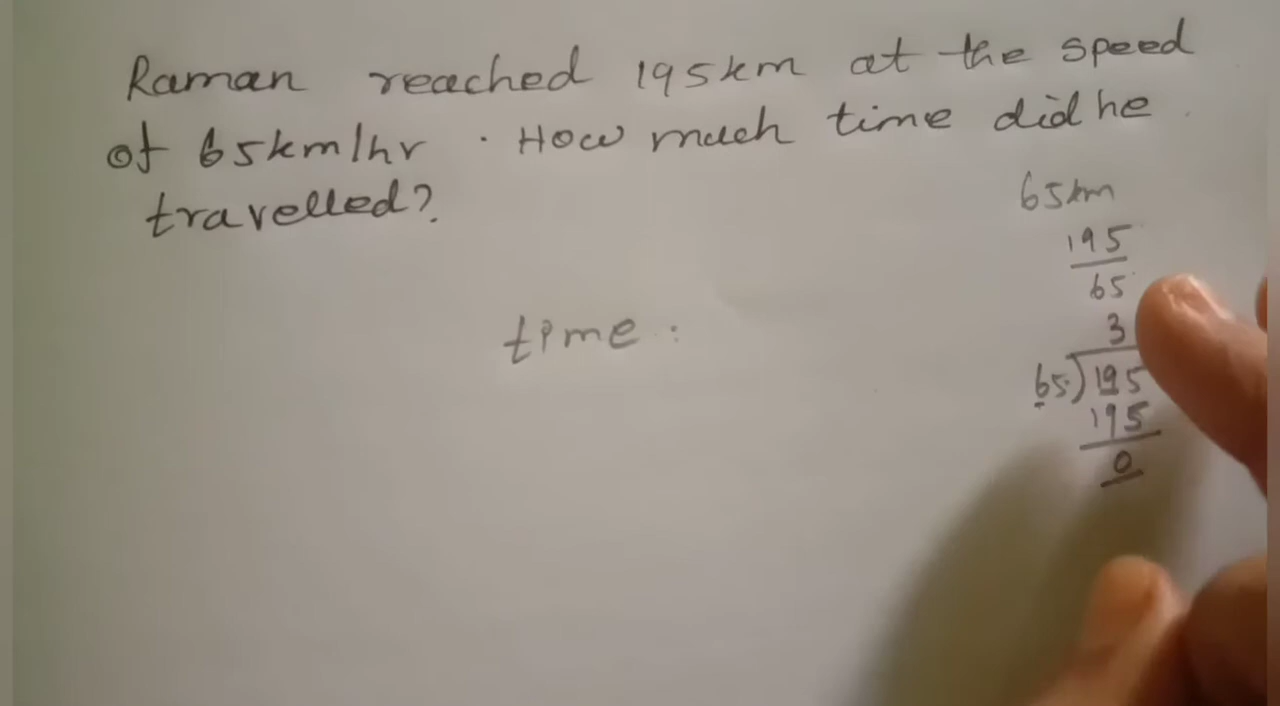 Raman reached 195km at the speed
of 65km/hr . How much time did he
travelled?
65km
195
65
time :
3
65)195
195
0